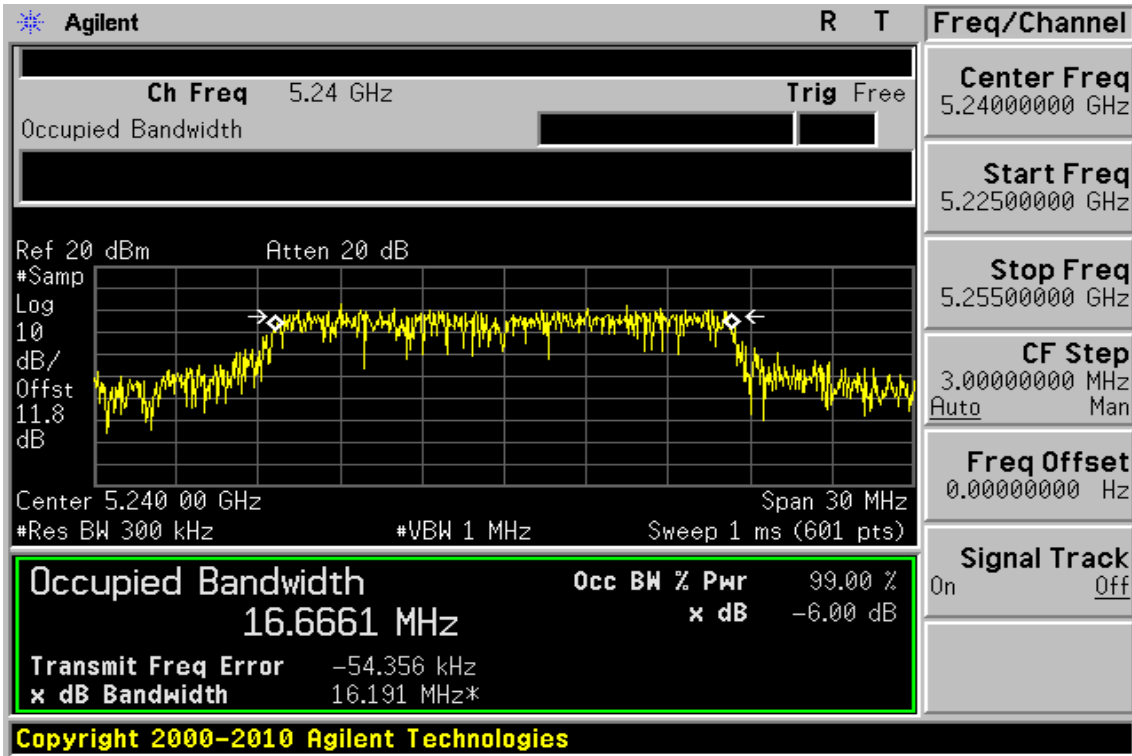 Agilent R T
Freq/Channel
Ch Freq 5.24 GHz Trig Free
Occupied Bandwidth
Center Freq
5.24000000 GHz
Start Freq
5.22500000 GHz
Stop Freq
5.25500000 GHz
CF Step
3.00000000 MHz
Auto Man
Freq Offset
0.00000000 Hz
Signal Track
On Off
Ref 20 dBm Atten 20 dB
#Samp
Log
10
dB/
Offst
11.8
dB
Center 5.240 00 GHz Span 30 MHz
#Res BW 300 kHz #VBW 1 MHz Sweep 1 ms (601 pts)
Occupied Bandwidth
16.6661 MHz
Occ BW % Pwr 99.00 %
x dB -6.00 dB
Transmit Freq Error -54.356 kHz
x dB Bandwidth 16.191 MHz*
Copyright 2000-2010 Agilent Technologies